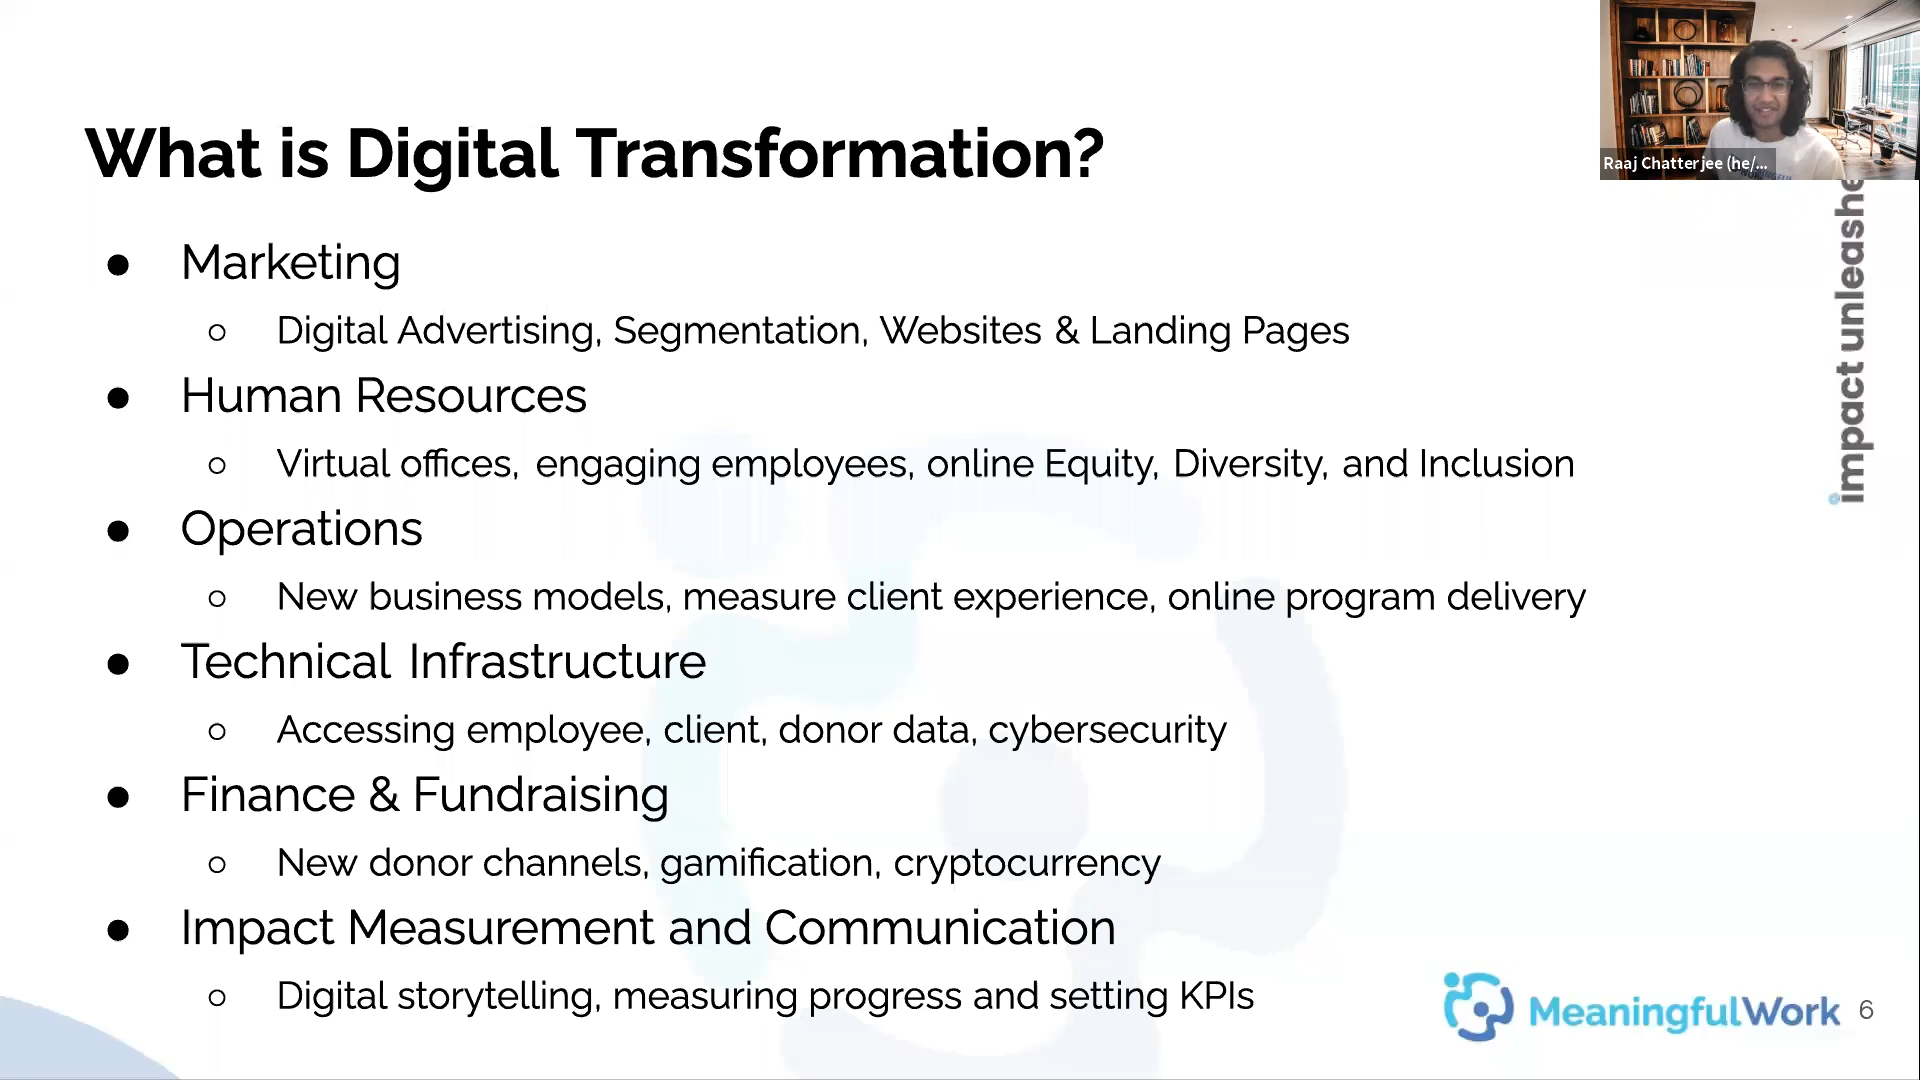 What is Digital Transformation?
● Marketing
○ Digital Advertising, Segmentation, Websites & Landing Pages
● Human Resources
○ Virtual offices, engaging employees, online Equity, Diversity, and Inclusion
● Operations
○ New business models, measure client experience, online program delivery
● Technical Infrastructure
○ Accessing employee, client, donor data, cybersecurity
● Finance & Fundraising
○ New donor channels, gamification, cryptocurrency
● Impact Measurement and Communication
○ Digital storytelling, measuring progress and setting KPIs
Raaj Chatterjee (he/...
impact unleashe
MeaningfulWork
6